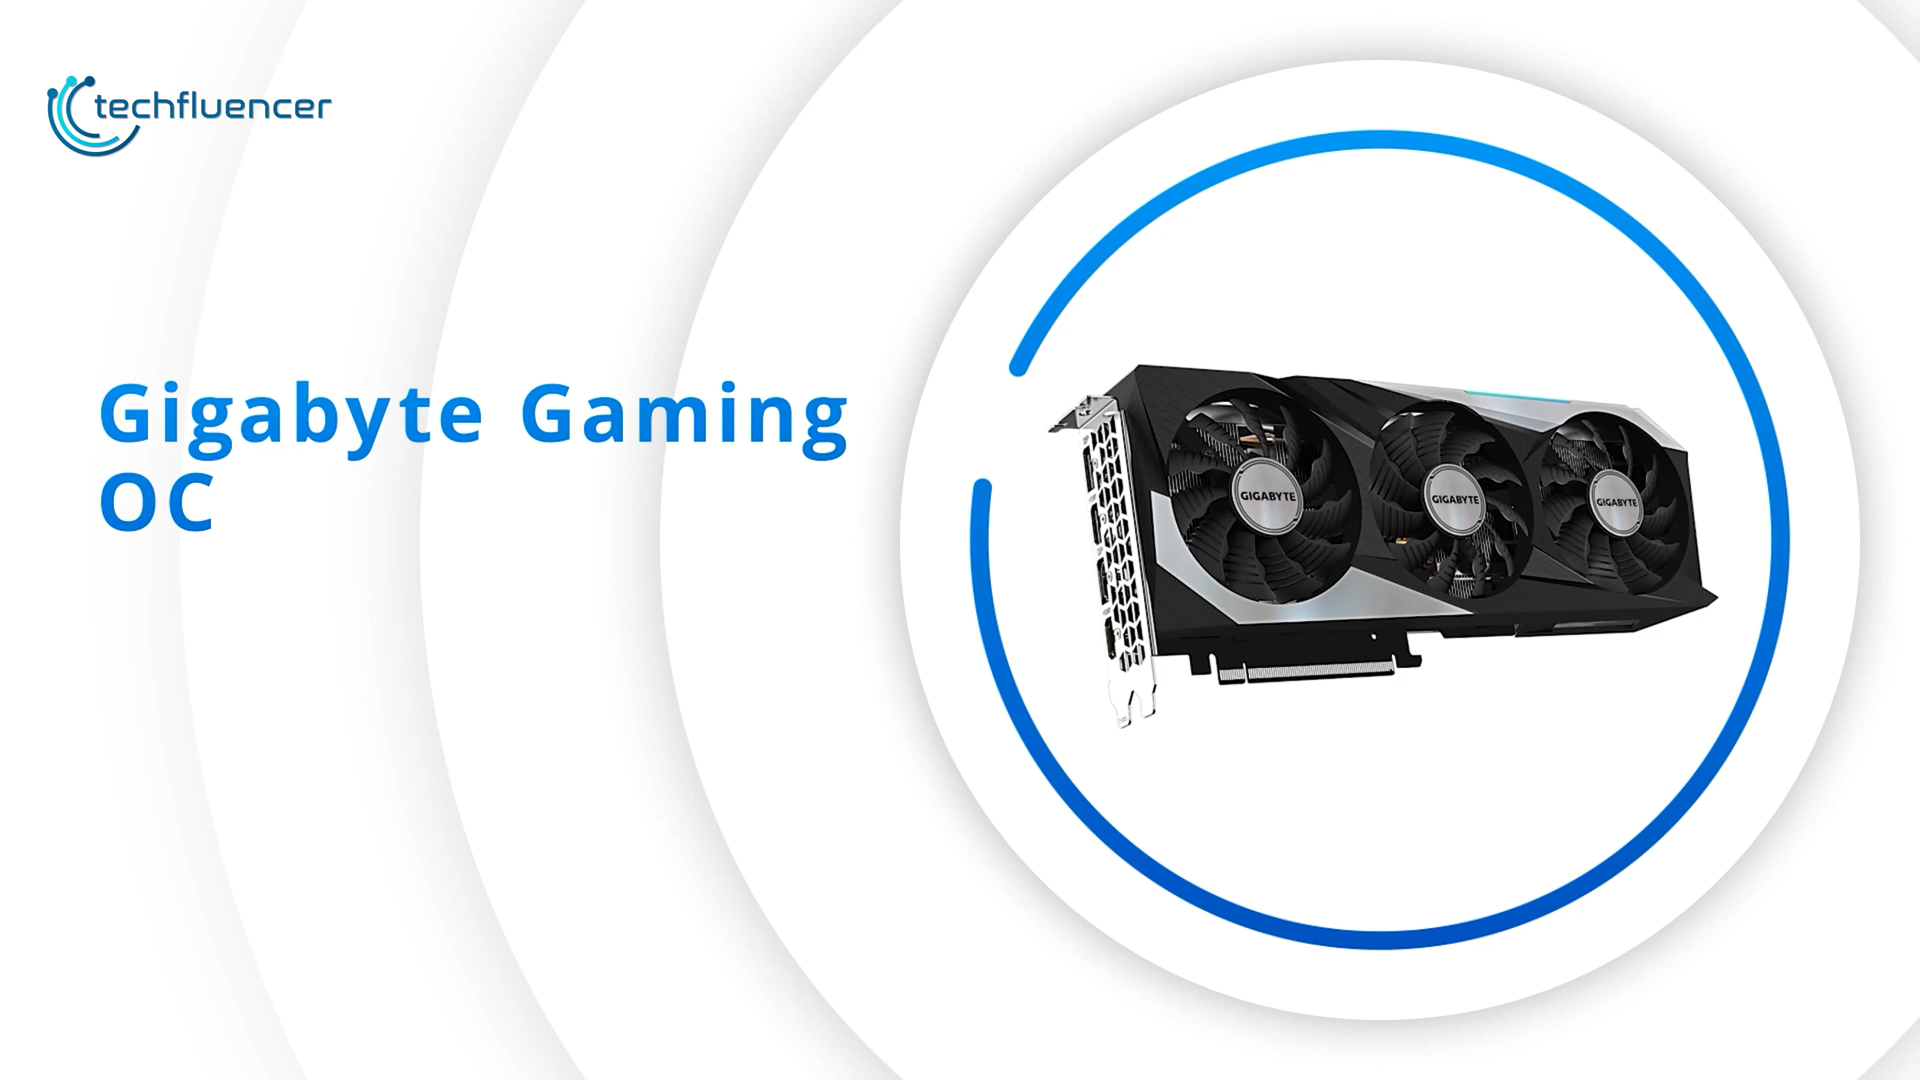 techfluencer
Gigabyte Gaming
OC
GIGABYTE
GIGABYTE
GIGABYTE